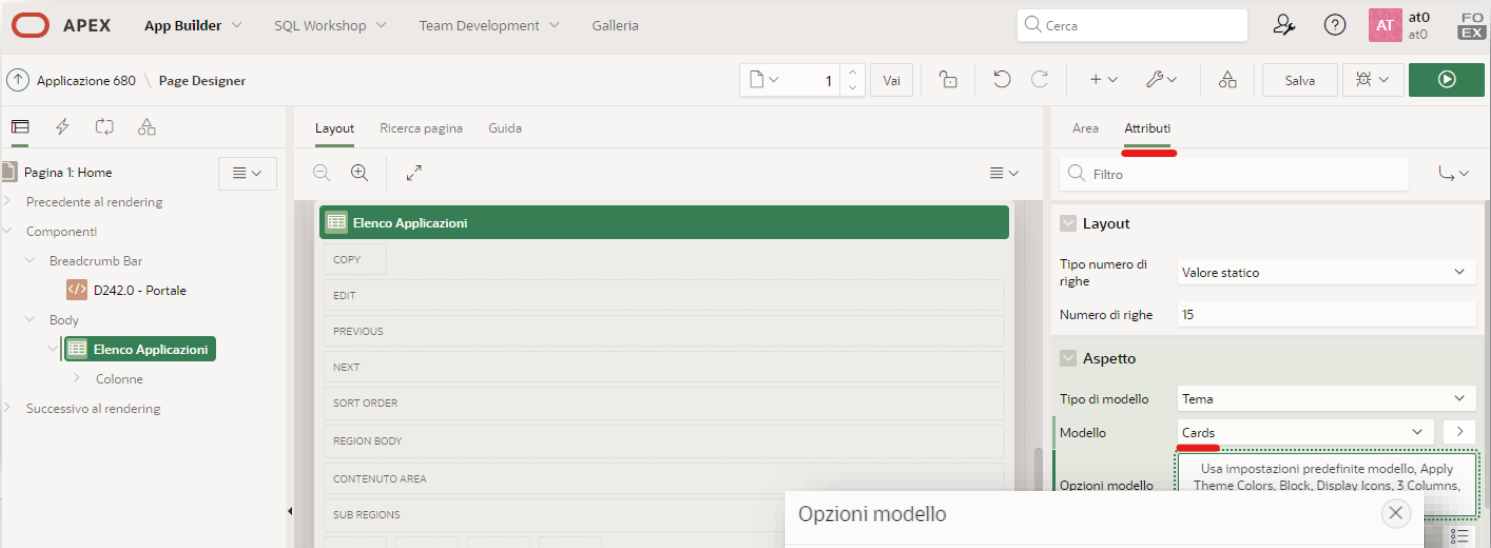 APEX App Builder SQL Workshop Team Development Galleria Cerca AT at0 at0 FO EX
Applicazione 680 \ Page Designer 1 Vai Salva
Layout Ricerca pagina Guida
Area Attributi
Pagina 1: Home
Precedente al rendering
Componenti
Breadcrumb Bar
</> D242.0 - Portale
Body
Elenco Applicazioni
Colonne
Successivo al rendering
Elenco Applicazioni
COPY
EDIT
PREVIOUS
NEXT
SORT ORDER
REGION BODY
CONTENUTO AREA
SUB REGIONS
Filtro
Layout
Tipo numero di righe Valore statico
Numero di righe 15
Aspetto
Tipo di modello Tema
Modello Cards
Opzioni modello
Usa impostazioni predefinite modello, Apply
Theme Colors, Block, Display Icons, 3 Columns,
Opzioni modello